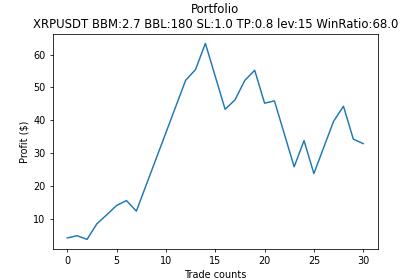 Portfolio
XRPUSDT BBM:2.7 BBL:180 SL:1.0 TP:0.8 lev:15 WinRatio:68.0
60
50
40
30
20
10
Profit ($)
0 5 10 15 20 25 30
Trade counts